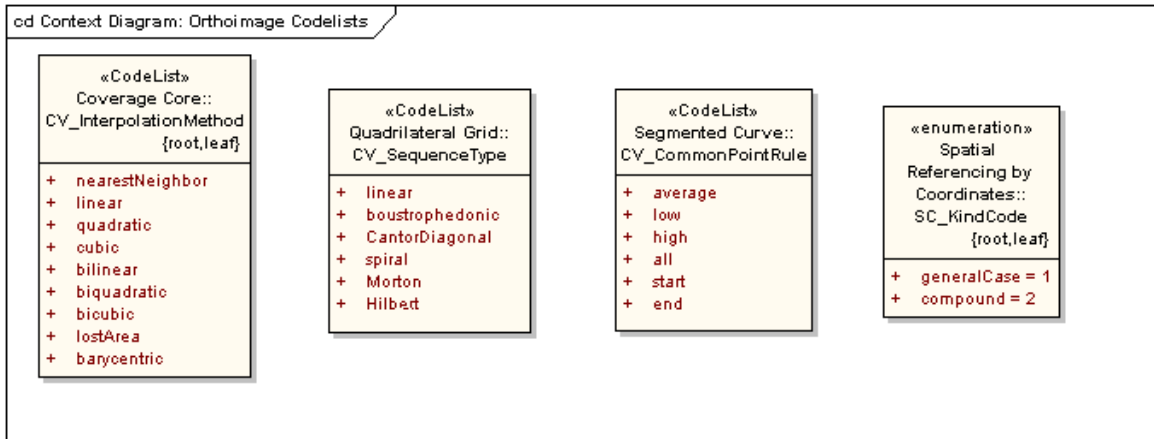 cd Context Diagram: Orthoimage Codelists
«CodeList»
Coverage Core::
CV_InterpolationMethod
{root,leaf}
+ nearestNeighbor
+ linear
+ quadratic
+ cubic
+ bilinear
+ biquadratic
+ bicubic
+ lostArea
+ barycentric
«CodeList»
Quadrilateral Grid::
CV_SequenceType
+ linear
+ boustrophedonic
+ CantorDiagonal
+ spiral
+ Morton
+ Hilbert
«CodeList»
Segmented Curve::
CV_CommonPointRule
+ average
+ low
+ high
+ all
+ start
+ end
«enumeration»
Spatial
Referencing by
Coordinates::
SC_KindCode
{root,leaf}
+ generalCase = 1
+ compound = 2